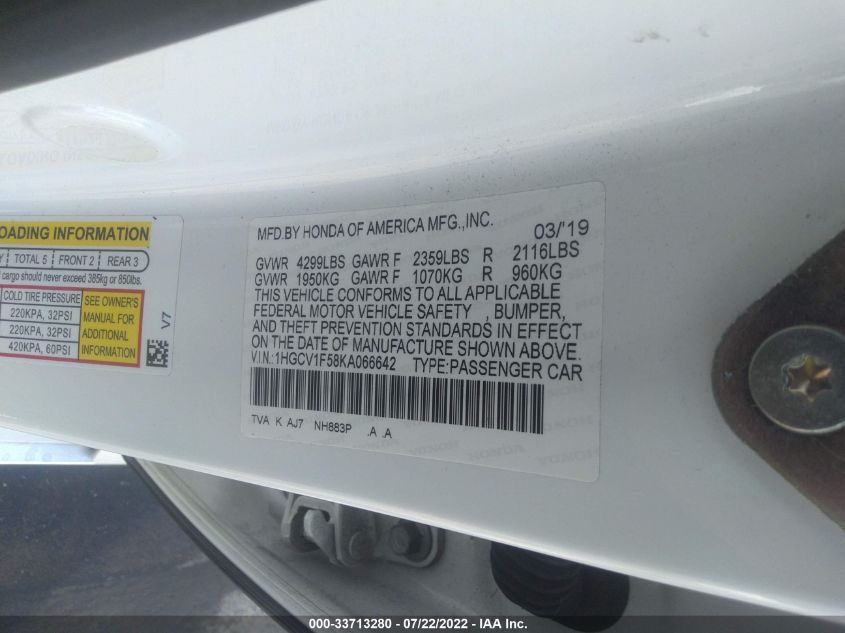 OADING INFORMATION
Y TOTAL 5 FRONT 2 REAR 3
cargo should never exceed 385kg or 850lbs.
COLD TIRE PRESSURE
220KPA, 32PSI
220KPA, 32PSI
420KPA, 60PSI
SEE OWNER'S
MANUAL FOR
ADDITIONAL
INFORMATION
V7
MFD.BY HONDA OF AMERICA MFG.,INC. 03/'19
GVWR 4299LBS GAWR F 2359LBS R 2116LBS
GVWR 1950KG GAWR F 1070KG R 960KG
THIS VEHICLE CONFORMS TO ALL APPLICABLE
FEDERAL MOTOR VEHICLE SAFETY , BUMPER,
AND THEFT PREVENTION STANDARDS IN EFFECT
ON THE DATE OF MANUFACTURE SHOWN ABOVE.
V.I.N.:1HGCV1F58KA066642 TYPE:PASSENGER CAR
TVA K AJ7 NH883P .A .A
HONDA
000-33713280 - 07/22/2022 - IAA Inc.